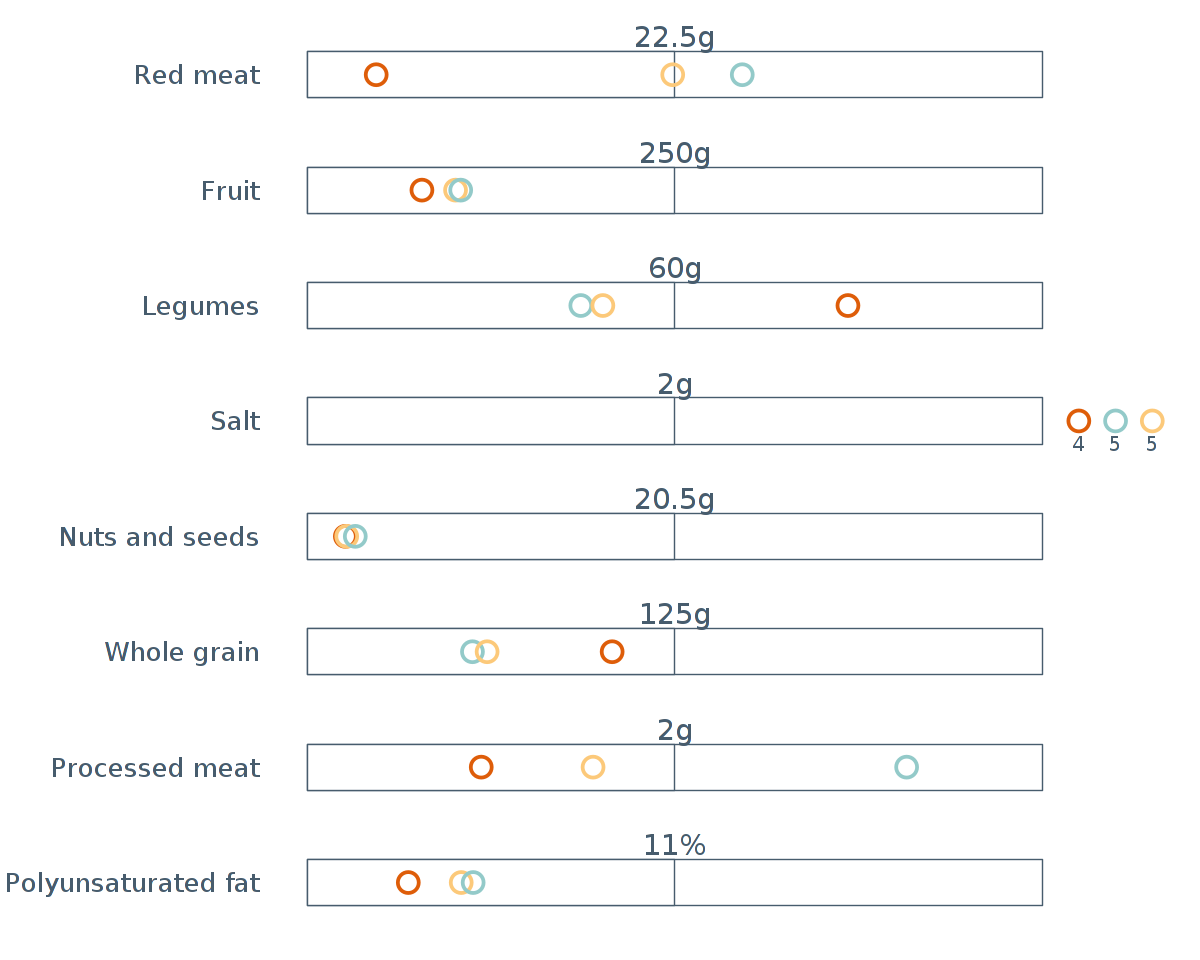 22.5g
Red meat
250g
Fruit
60g
Legumes
2g
Salt
4 5 5
20.5g
Nuts and seeds
125g
Whole grain
2g
Processed meat
11%
Polyunsaturated fat